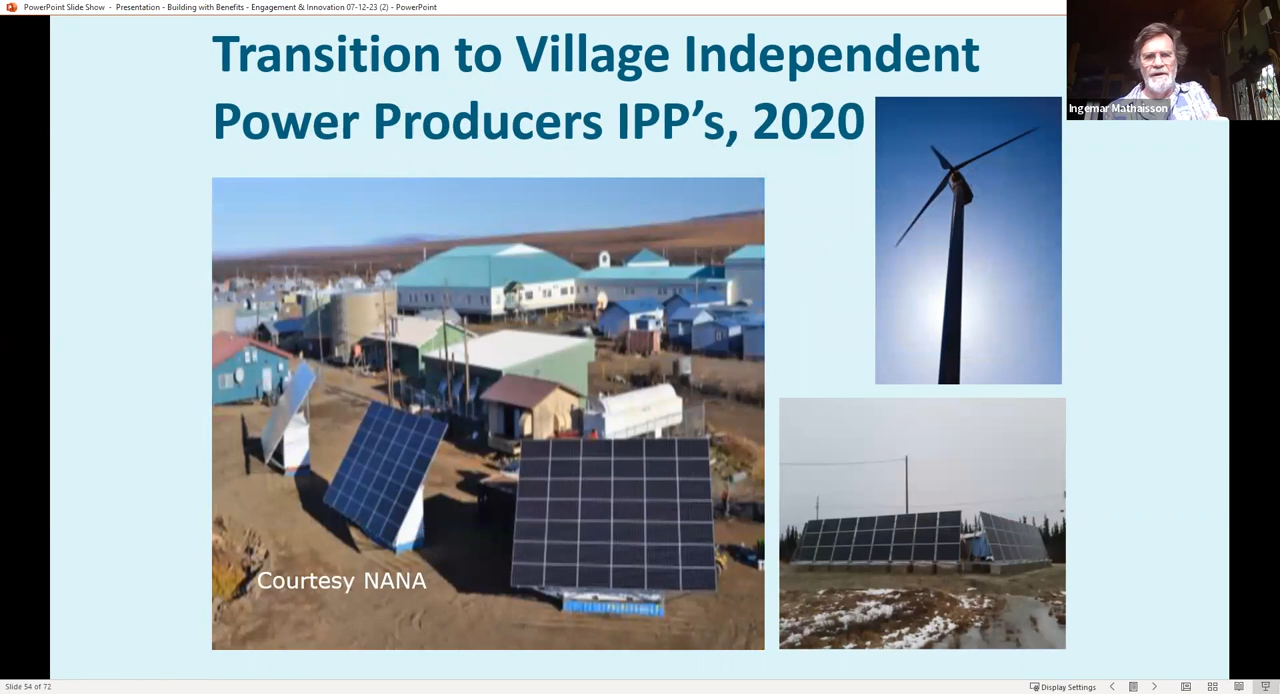 PowerPoint Slide Show - Presentation - Building with Benefits - Engagement & Innovation 07-12-23 (2) - PowerPoint
Transition to Village Independent
Power Producers IPP's, 2020
Ingemar Mathaisson
Courtesy NANA
Slide 54 of 72
Display Settings